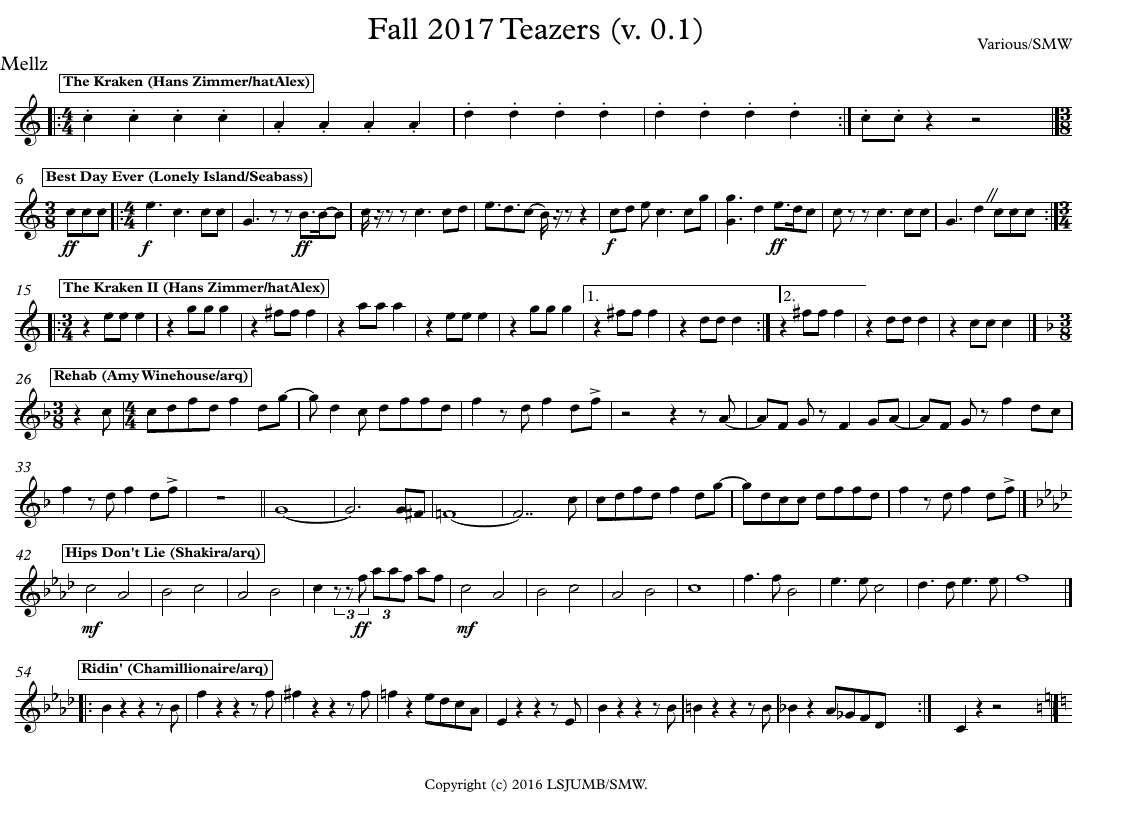 Fall 2017 Teazers (v. 0.1)
Various/SMW
Mellz
The Kraken (Hans Zimmer/hatAlex)
6
Best Day Ever (Lonely Island/Seabass)
ff f ff f ff
15
The Kraken II (Hans Zimmer/hatAlex)
1. 2.
26
Rehab (Amy Winehouse/arq)
33
42
Hips Don't Lie (Shakira/arq)
3 3
mf ff mf
54
Ridin' (Chamillionaire/arq)
Copyright (c) 2016 LSJUMB/SMW.